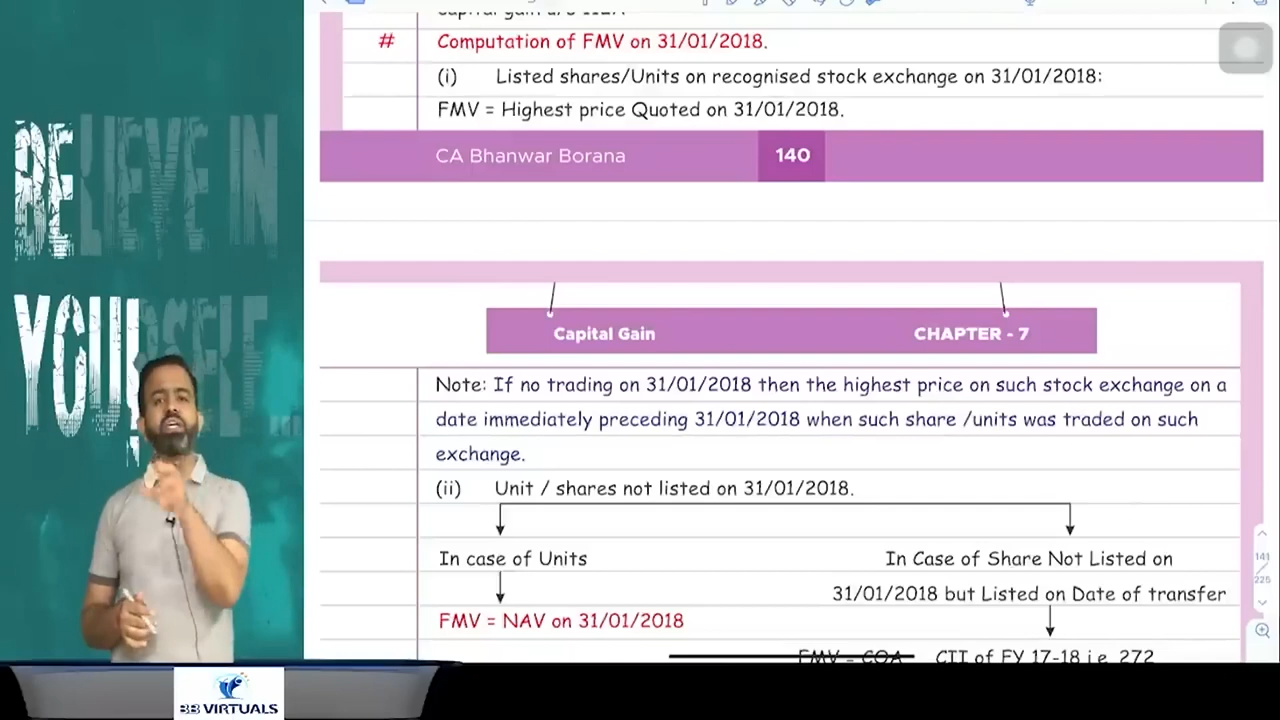 BELIEVE IN
YOURSELF
# Computation of FMV on 31/01/2018.
(i) Listed shares/Units on recognised stock exchange on 31/01/2018:
FMV = Highest price Quoted on 31/01/2018.
CA Bhanwar Borana 140
Capital Gain CHAPTER - 7
Note: If no trading on 31/01/2018 then the highest price on such stock exchange on a
date immediately preceding 31/01/2018 when such share /units was traded on such
exchange.
(ii) Unit / shares not listed on 31/01/2018.
In case of Units
FMV = NAV on 31/01/2018
In Case of Share Not Listed on
31/01/2018 but Listed on Date of transfer
FMV = COA CII of FY 17-18 i.e. 272
141
225
BB VIRTUALS